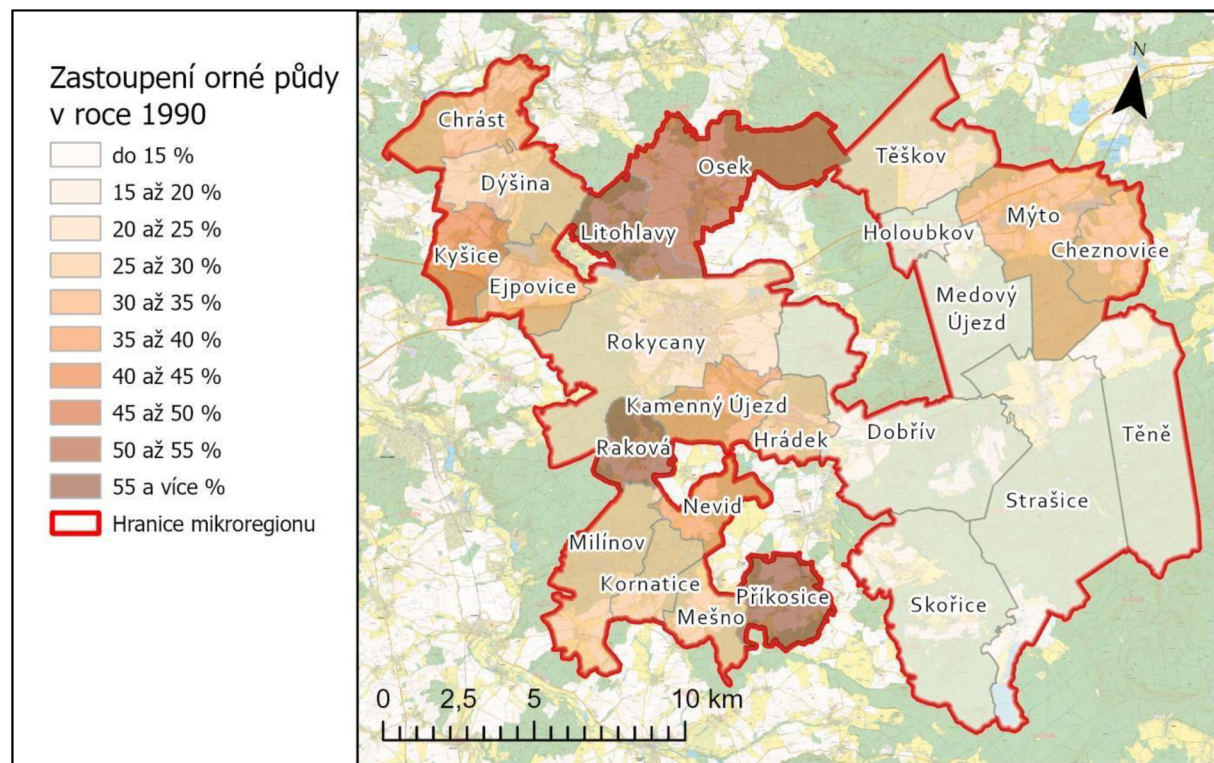 Zastoupení orné půdy
v roce 1990
do 15 %
15 až 20 %
20 až 25 %
25 až 30 %
30 až 35 %
35 až 40 %
40 až 45 %
45 až 50 %
50 až 55 %
55 a více %
Hranice mikroregionu
N
Chrást
Osek
Těškov
Dýšina
Mýto
Litohlavy
Holoubkov
Kyšice
Cheznovice
Ejpovice
Medový
Újezd
Rokycany
Kamenný Újezd
Hrádek
Dobřív
Těně
Raková
Strašice
Nevid
Milínov
Kornatice
Příkosice
Skořice
Mešno
0 2,5 5 10 km